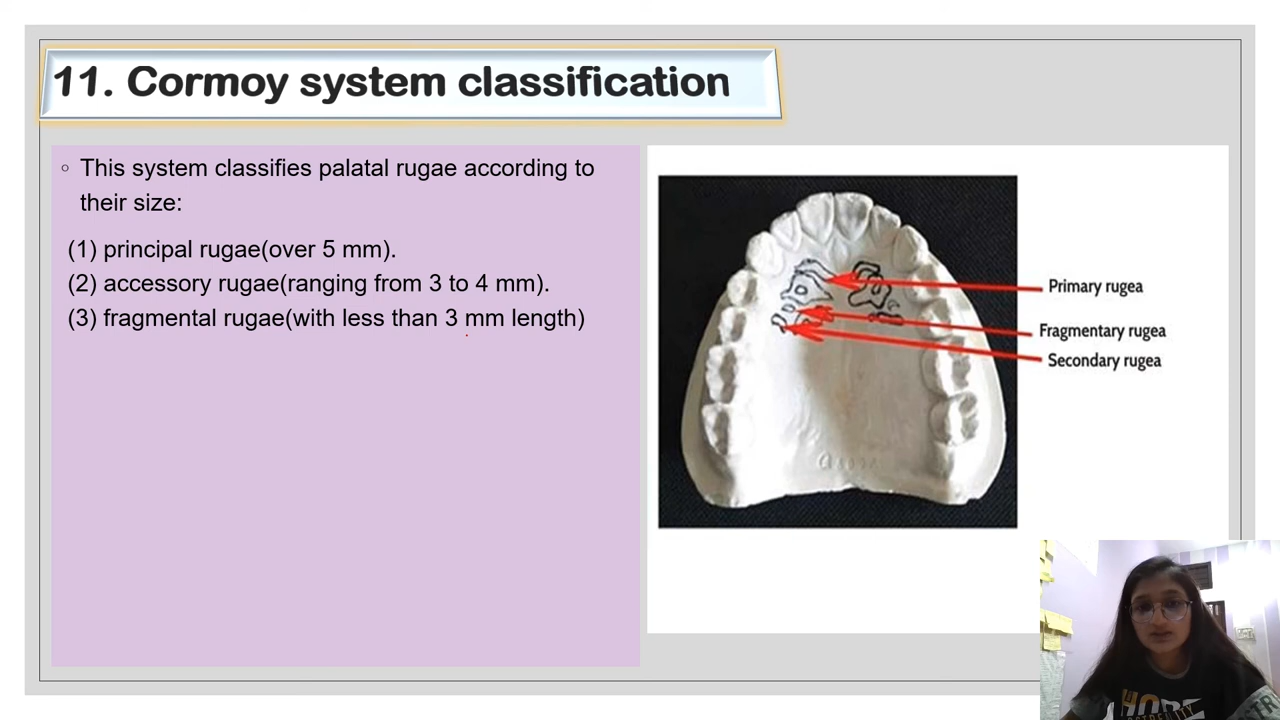 11. Cormoy system classification
This system classifies palatal rugae according to
their size:
(1) principal rugae(over 5 mm).
(2) accessory rugae(ranging from 3 to 4 mm).
(3) fragmental rugae(with less than 3 mm length)
Primary rugea
Fragmentary rugea
Secondary rugea